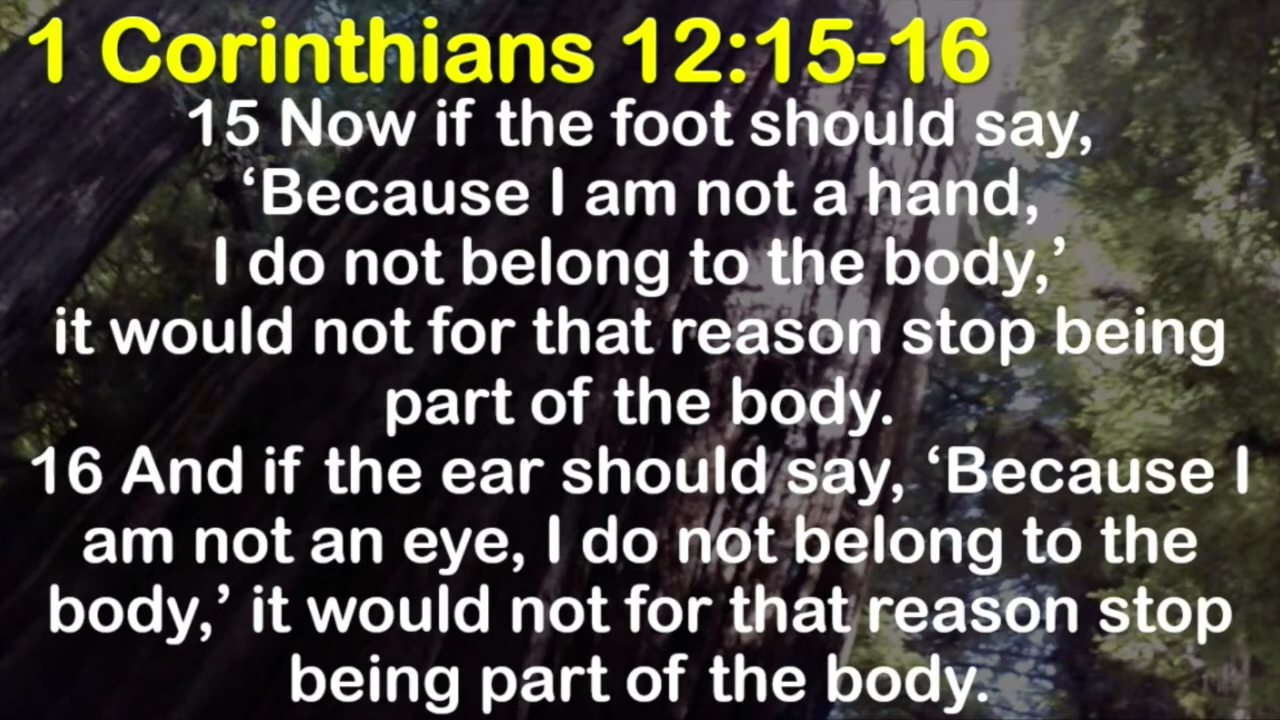 1 Corinthians 12:15-16
15 Now if the foot should say,
‘Because I am not a hand,
I do not belong to the body,’
it would not for that reason stop being
part of the body.
16 And if the ear should say, ‘Because I
am not an eye, I do not belong to the
body,’ it would not for that reason stop
being part of the body.